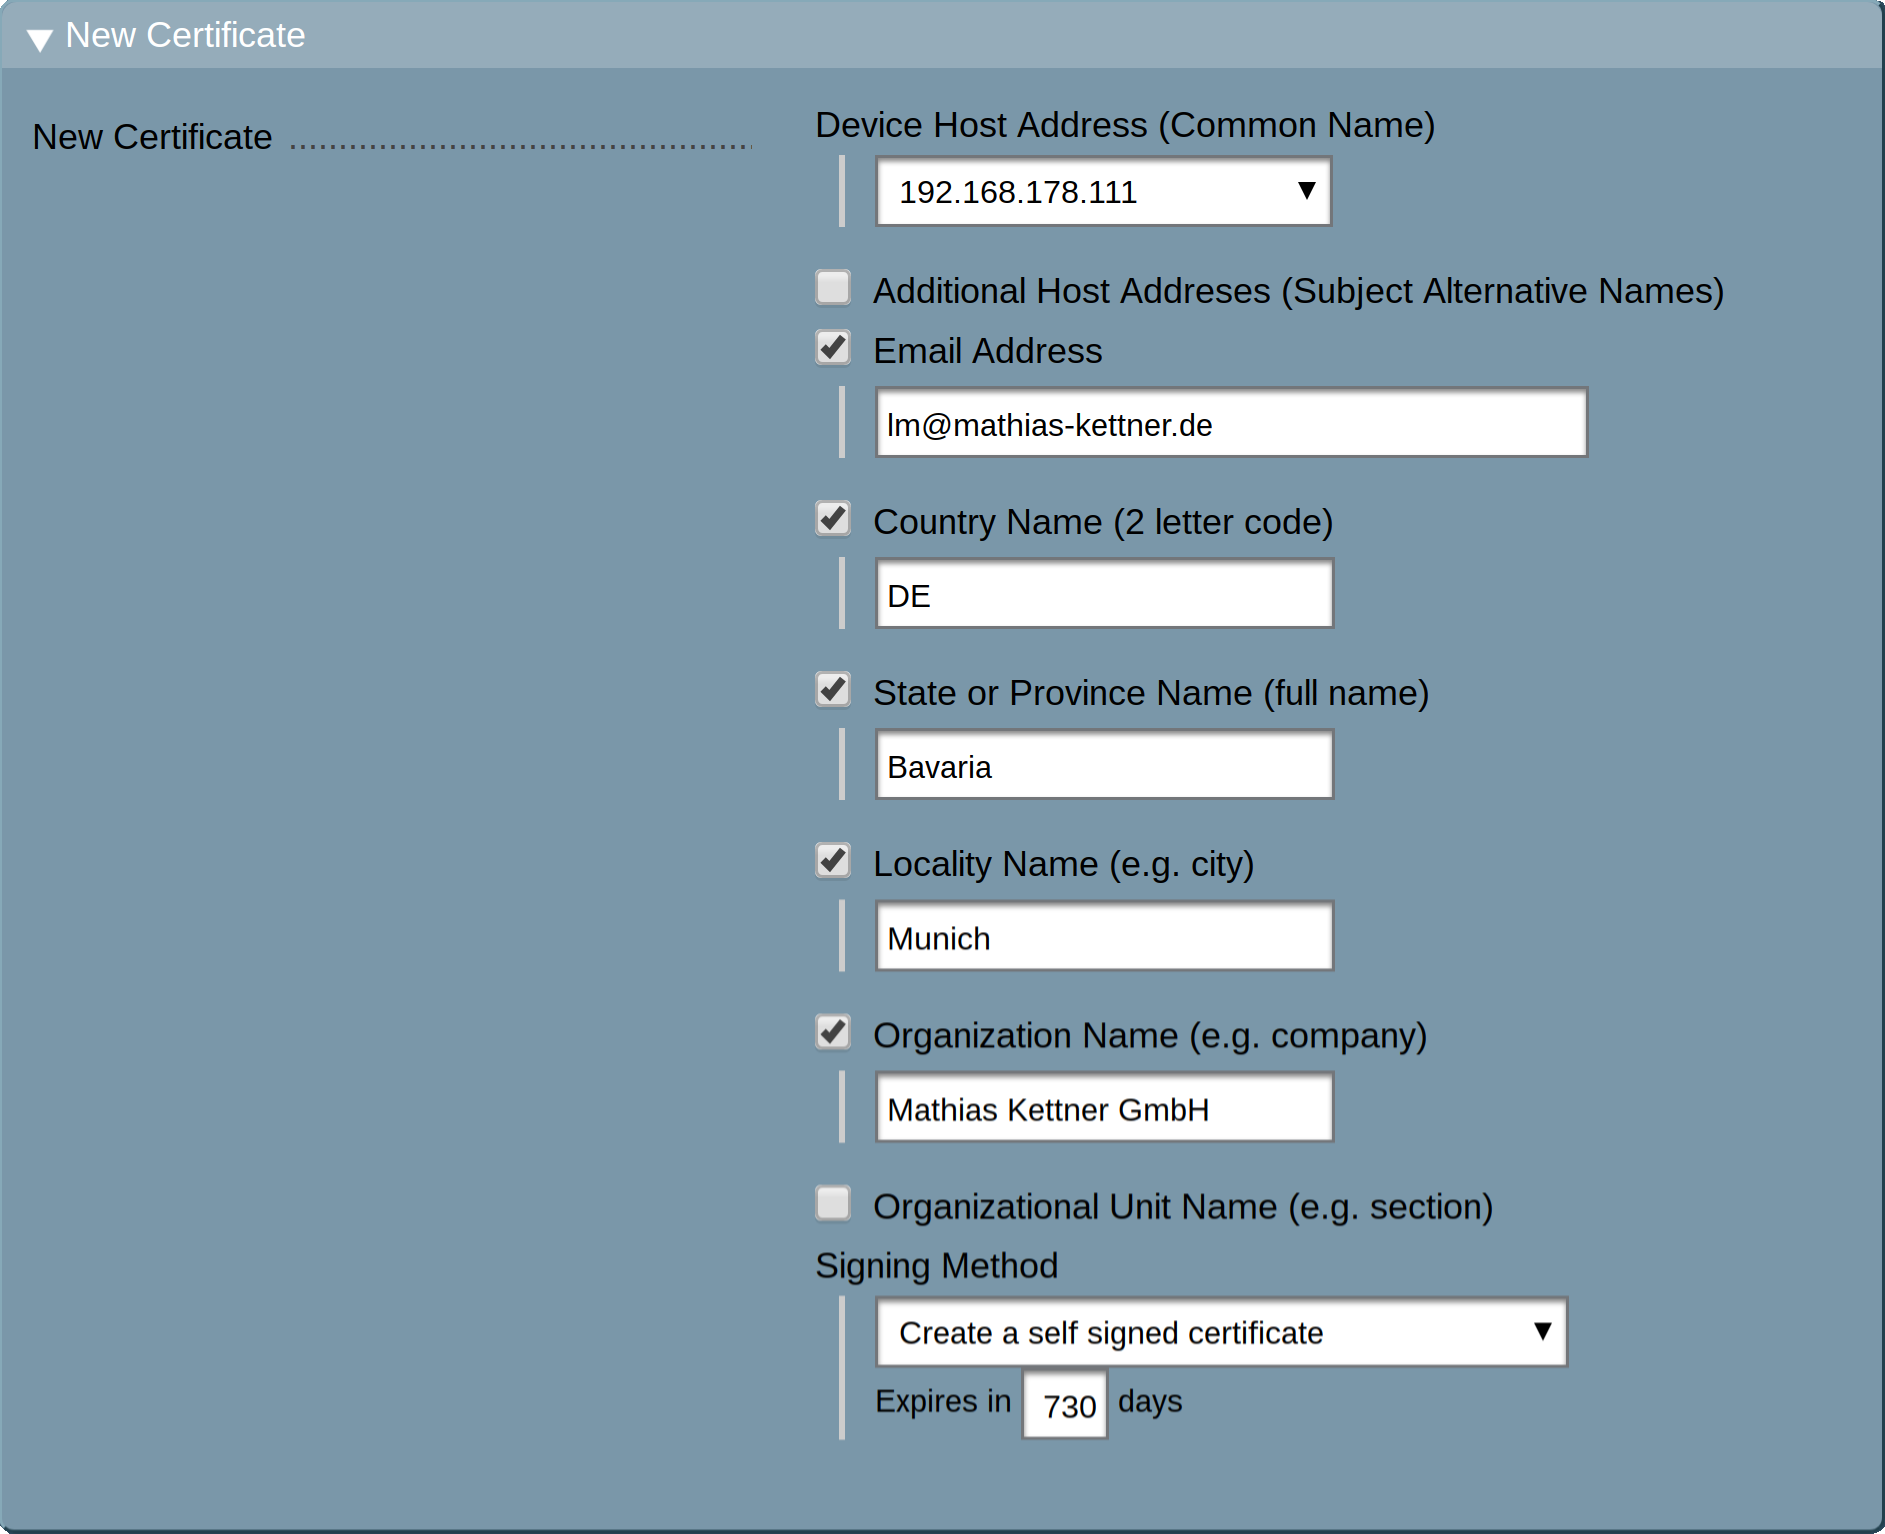 New Certificate
New Certificate
Device Host Address (Common Name)
192.168.178.111
Additional Host Addreses (Subject Alternative Names)
Email Address
lm@mathias-kettner.de
Country Name (2 letter code)
DE
State or Province Name (full name)
Bavaria
Locality Name (e.g. city)
Munich
Organization Name (e.g. company)
Mathias Kettner GmbH
Organizational Unit Name (e.g. section)
Signing Method
Create a self signed certificate
Expires in 730 days